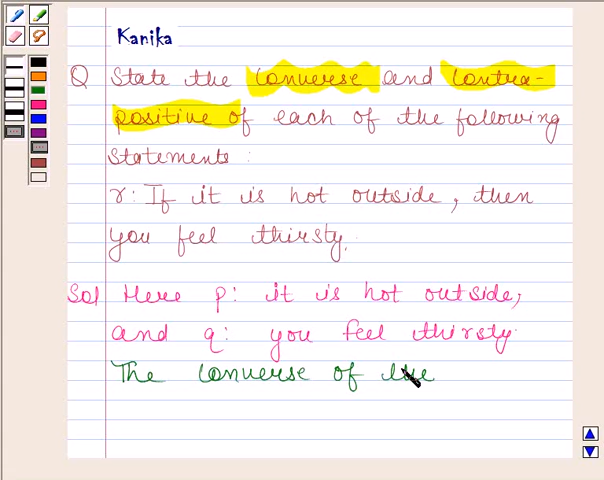 Kanika
Q State the converse and contra-
positive of each of the following
statements:
r: If it is hot outside, then
you feel thirsty.
Sol Here p: it is hot outside,
and q: you feel thirsty.
The converse of the